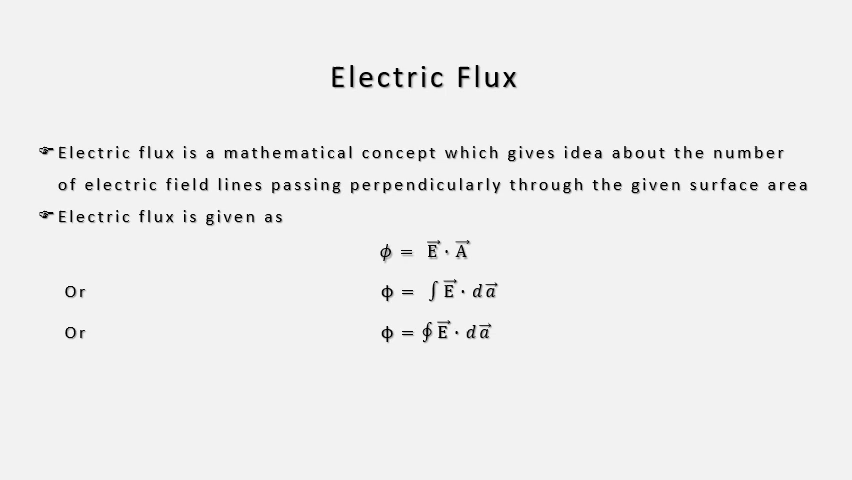 Electric Flux
☞Electric flux is a mathematical concept which gives idea about the number
of electric field lines passing perpendicularly through the given surface area
☞Electric flux is given as
𝜙 = E⃗ · A⃗
Or ϕ = ∫ E⃗ · 𝑑a⃗
Or ϕ = ∮ E⃗ · 𝑑a⃗